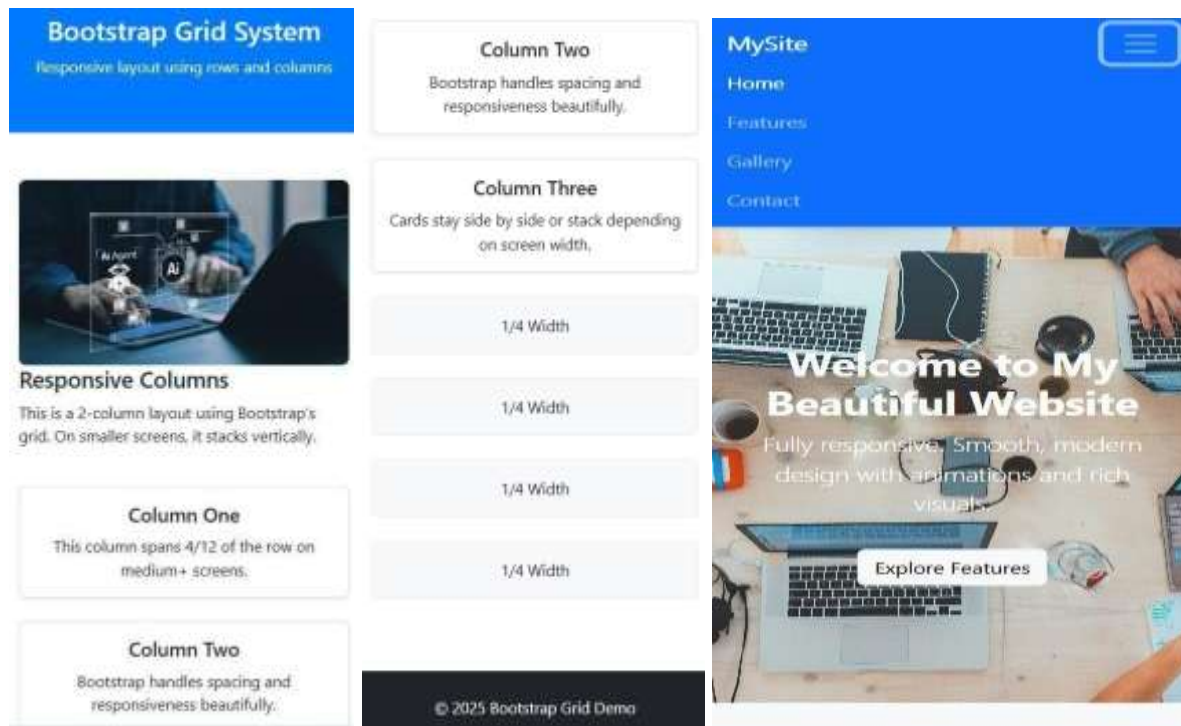 Bootstrap Grid System
Responsive layout using rows and columns
Ai Agent
Ai
Responsive Columns
This is a 2-column layout using Bootstrap's
grid. On smaller screens, it stacks vertically.
Column One
This column spans 4/12 of the row on
medium+ screens.
Column Two
Bootstrap handles spacing and
responsiveness beautifully.
Column Two
Bootstrap handles spacing and
responsiveness beautifully.
Column Three
Cards stay side by side or stack depending
on screen width.
1/4 Width
1/4 Width
1/4 Width
1/4 Width
© 2025 Bootstrap Grid Demo
MySite
Home
Features
Gallery
Contact
Welcome to My
Beautiful Website
Fully responsive. Smooth, modern
design with animations and rich
visuals.
Explore Features